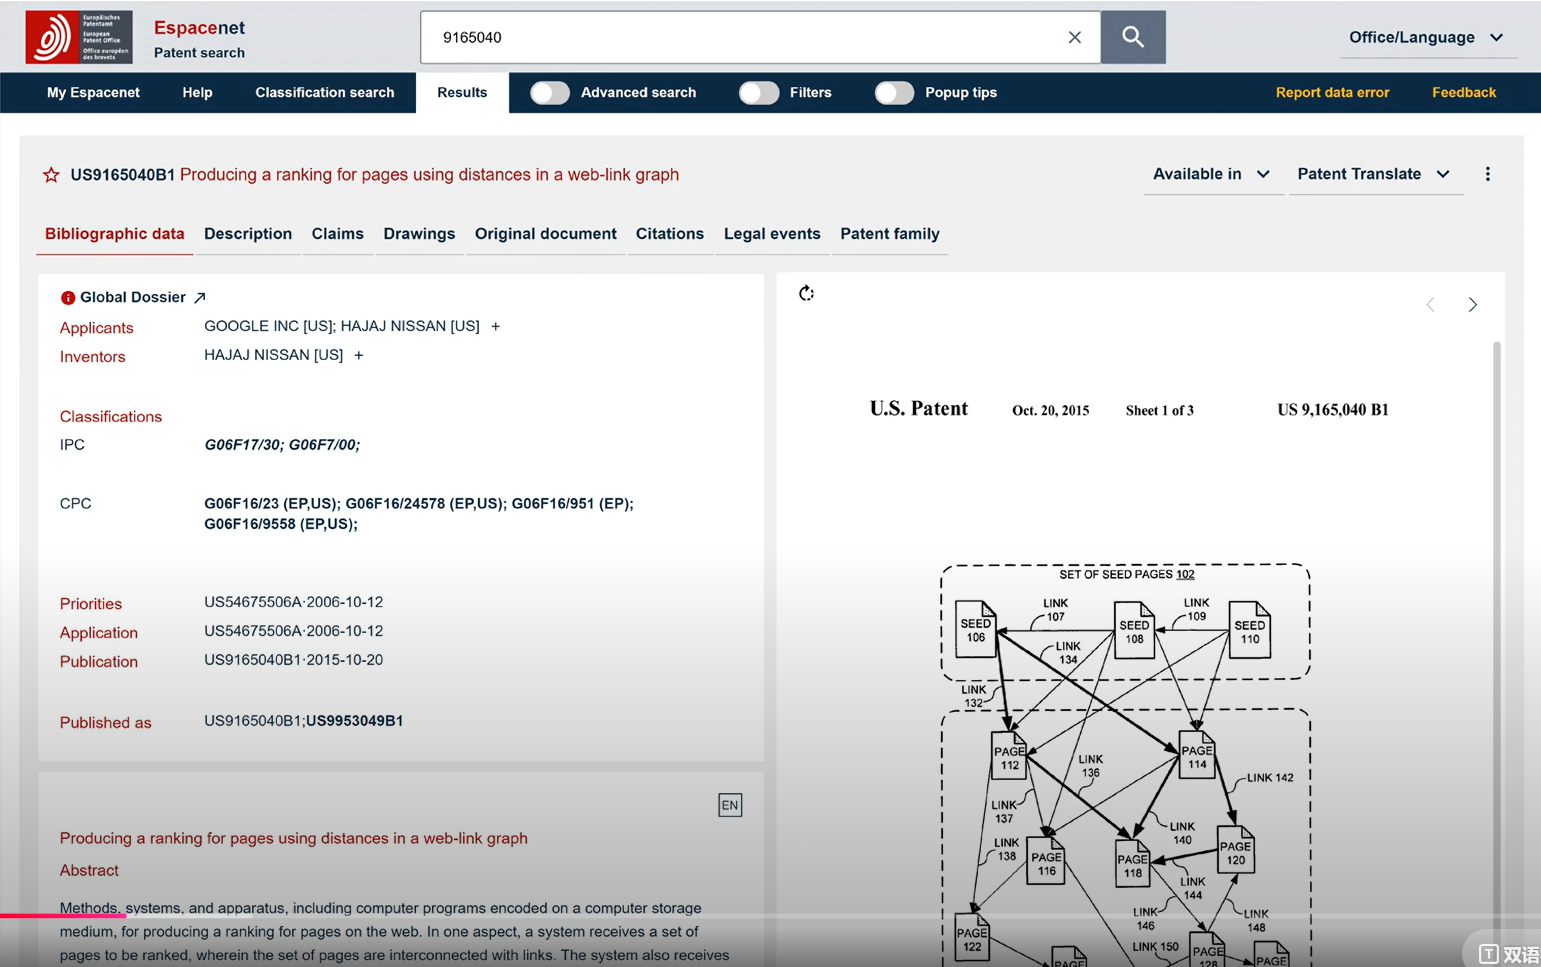 Europäisches
Patentamt
European
Patent Office
Office européen
des brevets
Espacenet
Patent search
9165040
Office/Language
My Espacenet
Help
Classification search
Results
Advanced search
Filters
Popup tips
Report data error
Feedback
US9165040B1 Producing a ranking for pages using distances in a web-link graph
Available in
Patent Translate
Bibliographic data
Description
Claims
Drawings
Original document
Citations
Legal events
Patent family
Global Dossier
Applicants
GOOGLE INC [US]; HAJAJ NISSAN [US] +
Inventors
HAJAJ NISSAN [US] +
Classifications
IPC
G06F17/30; G06F7/00;
CPC
G06F16/23 (EP,US); G06F16/24578 (EP,US); G06F16/951 (EP);
G06F16/9558 (EP,US);
Priorities
US54675506A·2006-10-12
Application
US54675506A·2006-10-12
Publication
US9165040B1·2015-10-20
Published as
US9165040B1;US9953049B1
EN
Producing a ranking for pages using distances in a web-link graph
Abstract
Methods, systems, and apparatus, including computer programs encoded on a computer storage
medium, for producing a ranking for pages on the web. In one aspect, a system receives a set of
pages to be ranked, wherein the set of pages are interconnected with links. The system also receives
U.S. Patent
Oct. 20, 2015
Sheet 1 of 3
US 9,165,040 B1
SET OF SEED PAGES 102
SEED
106
LINK
107
SEED
108
LINK
109
SEED
110
LINK
134
LINK
132
PAGE
112
LINK
136
PAGE
114
LINK 142
LINK
137
LINK
140
LINK
138
PAGE
116
PAGE
118
PAGE
120
LINK
144
LINK
146
LINK
148
PAGE
122
LINK 150
PAGE
PAGE
128
PAGE
双语